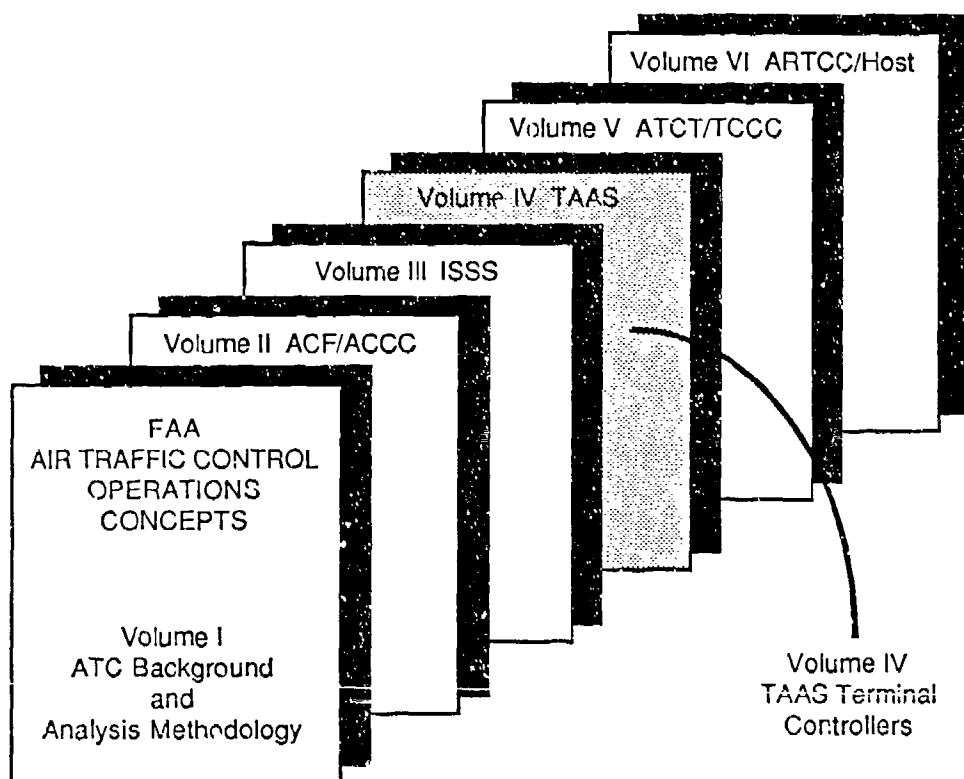 Volume VI ARTCC/Host
Volume V ATCT/TCCC
Volume IV TAAS
Volume III ISSS
Volume II ACF/ACCC
FAA
AIR TRAFFIC CONTROL
OPERATIONS
CONCEPTS
Volume I
ATC Background
and
Analysis Methodology
Volume IV
TAAS Terminal
Controllers